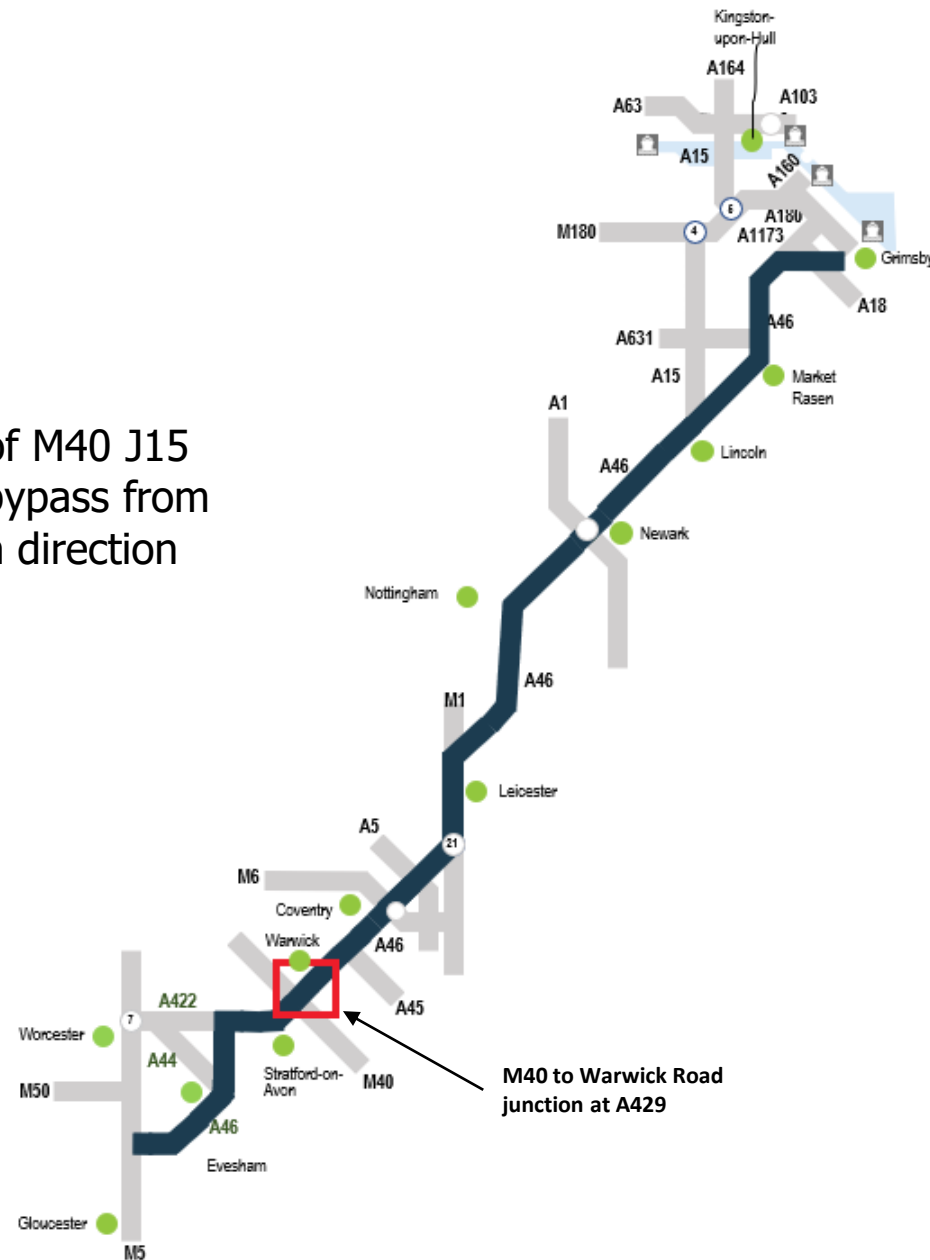 Kingston-
upon-Hull
A164
A63
A103
A15
A160
6
A180
M180
4
A1173
Grimsby
A18
A46
A631
A15
Market
Rasen
A1
of M40 J15
Lincoln
A46
bypass from
Newark
n direction
Nottingham
A46
M1
Leicester
A5
21
M6
Coventry
Warwick
A46
A45
A422
7
Worcester
A44
Stratford-on-
Avon
M40
M40 to Warwick Road
junction at A429
M50
A46
Evesham
Gloucester
M5